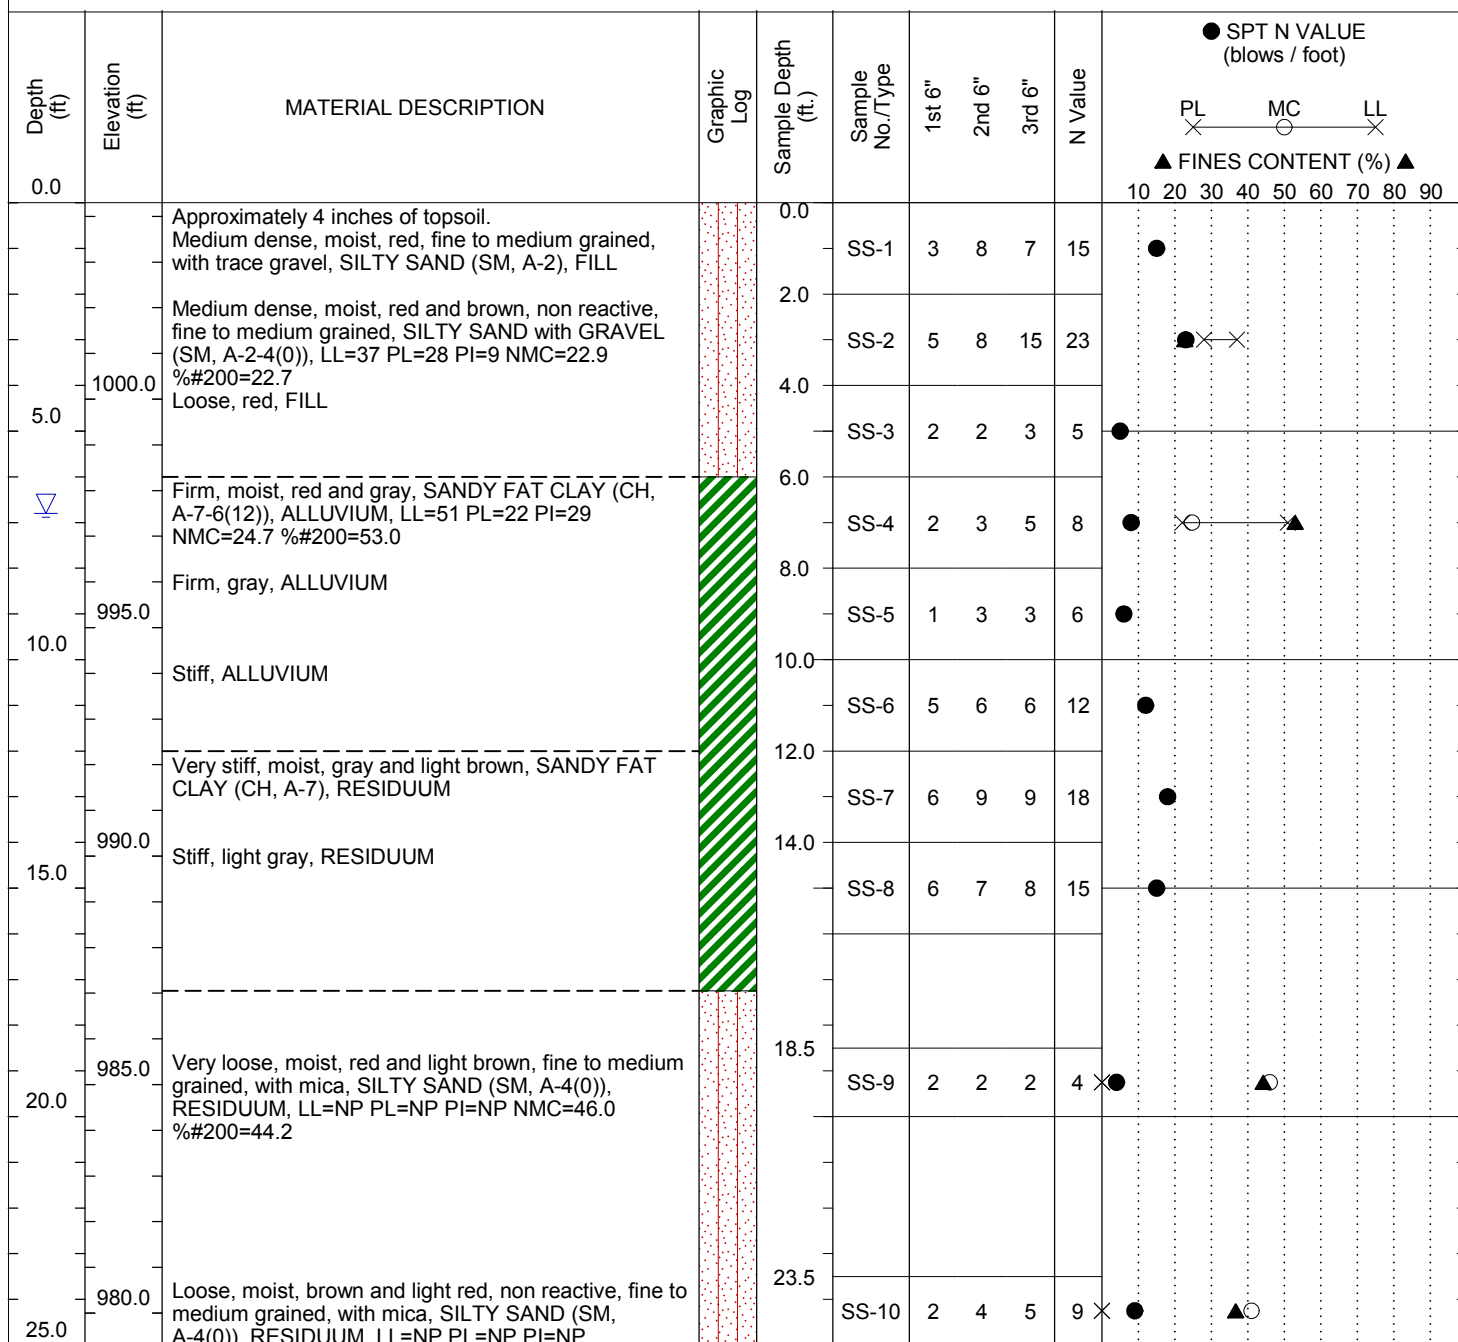 Depth (ft)
Elevation (ft)
MATERIAL DESCRIPTION
Graphic Log
Sample Depth (ft.)
Sample No./Type
1st 6"
2nd 6"
3rd 6"
N Value
SPT N VALUE
(blows / foot)
PL MC LL
▲ FINES CONTENT (%) ▲
10 20 30 40 50 60 70 80 90
0.0
0.0
Approximately 4 inches of topsoil.
Medium dense, moist, red, fine to medium grained,
with trace gravel, SILTY SAND (SM, A-2), FILL
SS-1 3 8 7 15
2.0
Medium dense, moist, red and brown, non reactive,
fine to medium grained, SILTY SAND with GRAVEL
(SM, A-2-4(0)), LL=37 PL=28 PI=9 NMC=22.9
%#200=22.7
SS-2 5 8 15 23
1000.0
4.0
Loose, red, FILL
5.0
SS-3 2 2 3 5
6.0
Firm, moist, red and gray, SANDY FAT CLAY (CH,
A-7-6(12)), ALLUVIUM, LL=51 PL=22 PI=29
NMC=24.7 %#200=53.0
SS-4 2 3 5 8
8.0
Firm, gray, ALLUVIUM
995.0
SS-5 1 3 3 6
10.0
10.0
Stiff, ALLUVIUM
SS-6 5 6 6 12
12.0
Very stiff, moist, gray and light brown, SANDY FAT
CLAY (CH, A-7), RESIDUUM
SS-7 6 9 9 18
990.0
14.0
Stiff, light gray, RESIDUUM
15.0
SS-8 6 7 8 15
18.5
985.0
Very loose, moist, red and light brown, fine to medium
grained, with mica, SILTY SAND (SM, A-4(0)),
RESIDUUM, LL=NP PL=NP PI=NP NMC=46.0
%#200=44.2
SS-9 2 2 2 4
20.0
23.5
980.0
Loose, moist, brown and light red, non reactive, fine to
medium grained, with mica, SILTY SAND (SM,
A-4(0)), RESIDUUM, LL=NP PL=NP PI=NP
SS-10 2 4 5 9
25.0